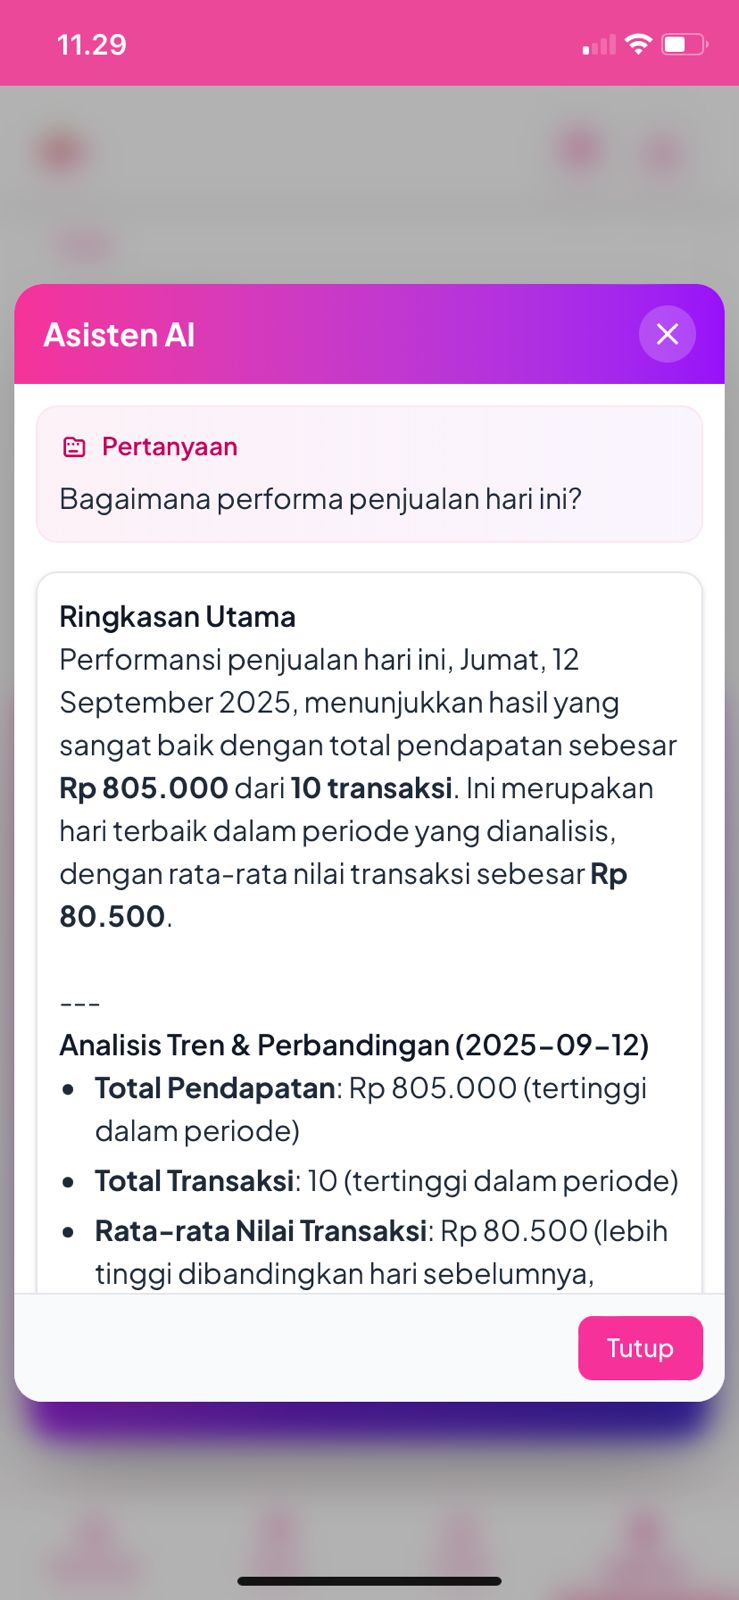 11.29
Asisten AI
Pertanyaan
Bagaimana performa penjualan hari ini?
Ringkasan Utama
Performansi penjualan hari ini, Jumat, 12
September 2025, menunjukkan hasil yang
sangat baik dengan total pendapatan sebesar
Rp 805.000 dari 10 transaksi. Ini merupakan
hari terbaik dalam periode yang dianalisis,
dengan rata-rata nilai transaksi sebesar Rp
80.500.
---
Analisis Tren & Perbandingan (2025-09-12)
• Total Pendapatan: Rp 805.000 (tertinggi
dalam periode)
• Total Transaksi: 10 (tertinggi dalam periode)
• Rata-rata Nilai Transaksi: Rp 80.500 (lebih
tinggi dibandingkan hari sebelumnya,
Tutup